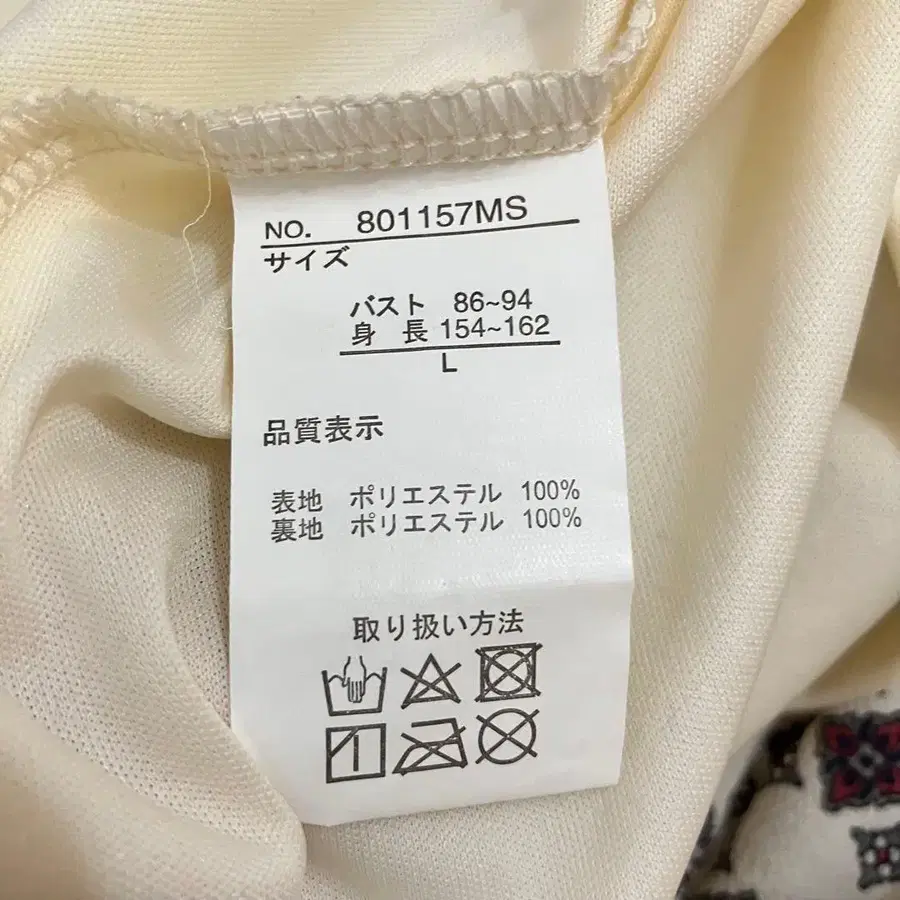 NO. 801157MS
サイズ
バスト 86~94
身 長 154~162
L
品質表示
表地 ポリエステル 100%
裏地 ポリエステル 100%
取り扱い方法